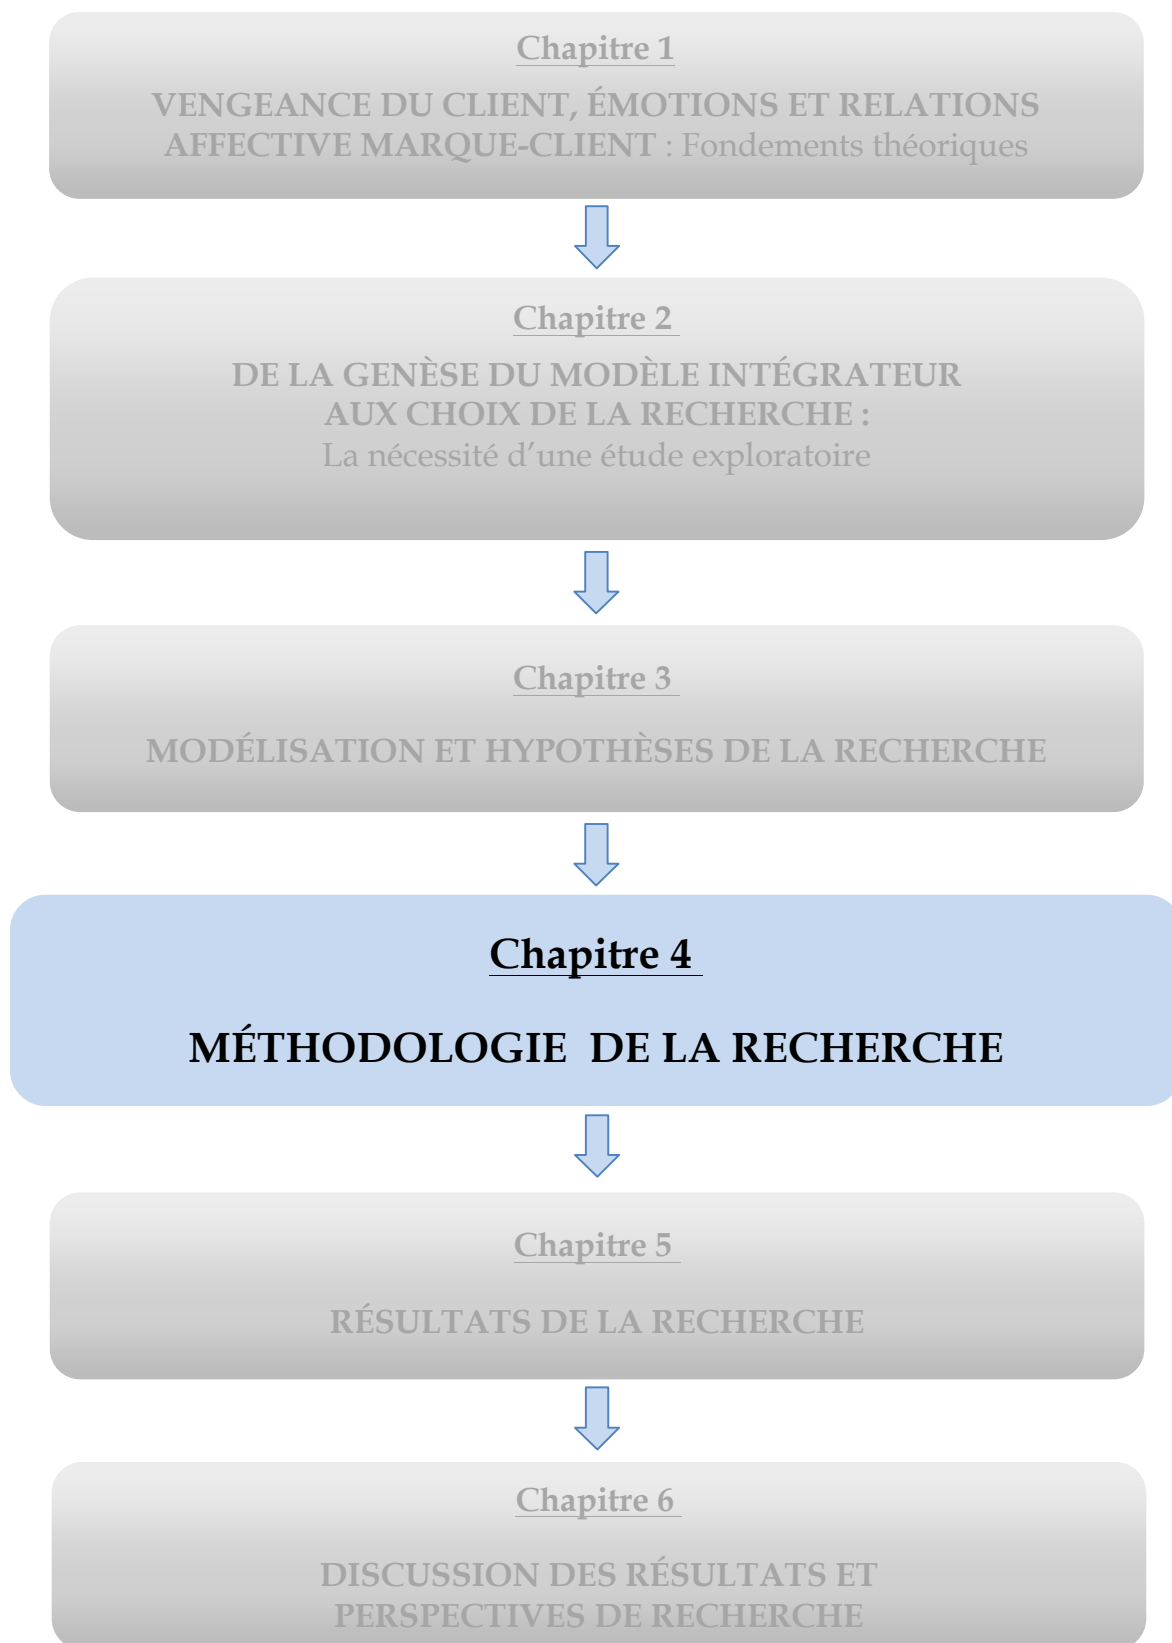 Chapitre 1
VENGEANCE DU CLIENT, ÉMOTIONS ET RELATIONS
AFFECTIVE MARQUE-CLIENT : Fondements théoriques
Chapitre 2
DE LA GENÈSE DU MODÈLE INTÉGRATEUR
AUX CHOIX DE LA RECHERCHE :
La nécessité d’une étude exploratoire
Chapitre 3
MODÉLISATION ET HYPOTHÈSES DE LA RECHERCHE
Chapitre 4
MÉTHODOLOGIE DE LA RECHERCHE
Chapitre 5
RÉSULTATS DE LA RECHERCHE
Chapitre 6
DISCUSSION DES RÉSULTATS ET
PERSPECTIVES DE RECHERCHE